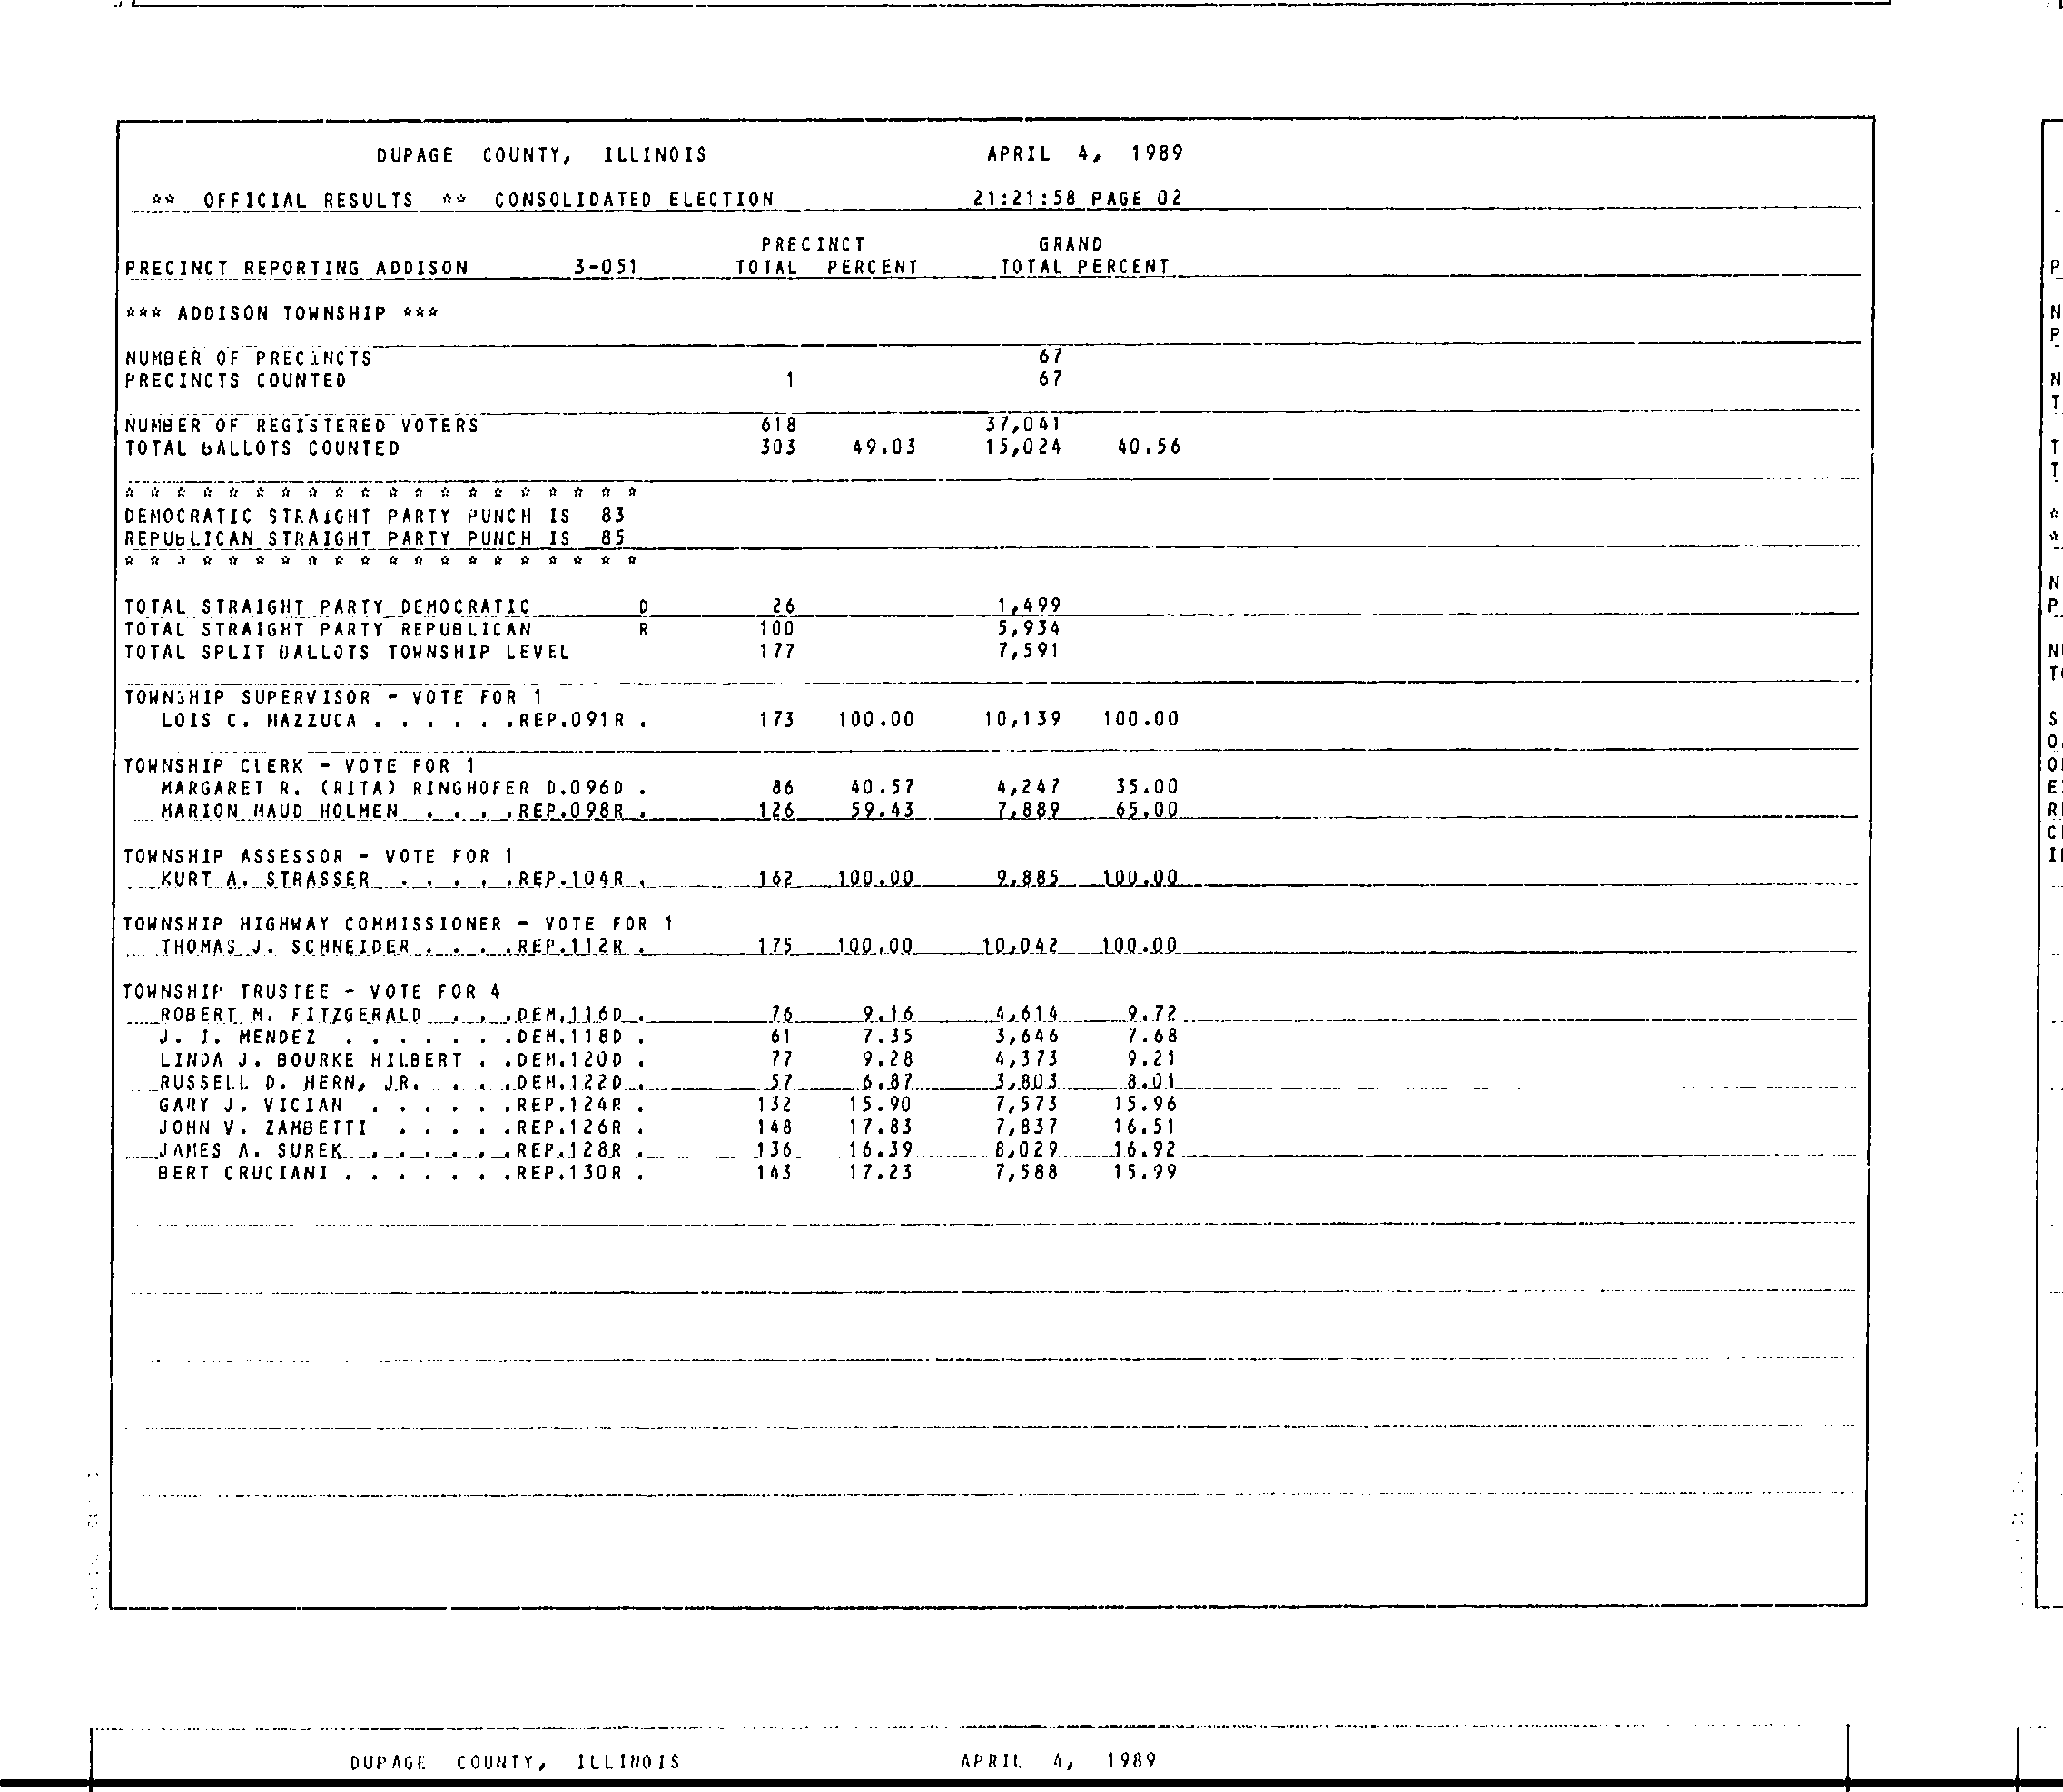 DUPAGE COUNTY, ILLINOIS APRIL 4, 1989
** OFFICIAL RESULTS ** CONSOLIDATED ELECTION 21:21:58 PAGE 02
PRECINCT GRAND
PRECINCT REPORTING ADDISON 3-051 TOTAL PERCENT TOTAL PERCENT
*** ADDISON TOWNSHIP ***
NUMBER OF PRECINCTS 67
PRECINCTS COUNTED 1 67
NUMBER OF REGISTERED VOTERS 618 37,041
TOTAL BALLOTS COUNTED 303 49.03 15,024 40.56
* * * * * * * * * * * * * * * * * * * *
DEMOCRATIC STRAIGHT PARTY PUNCH IS 83
REPUBLICAN STRAIGHT PARTY PUNCH IS 85
* * * * * * * * * * * * * * * * * * * *
TOTAL STRAIGHT PARTY DEMOCRATIC D 26 1,499
TOTAL STRAIGHT PARTY REPUBLICAN R 100 5,934
TOTAL SPLIT BALLOTS TOWNSHIP LEVEL 177 7,591
TOWNSHIP SUPERVISOR - VOTE FOR 1
LOIS C. MAZZUCA . . . . . .REP.091R . 173 100.00 10,139 100.00
TOWNSHIP CLERK - VOTE FOR 1
MARGARET R. (RITA) RINGHOFER D.096D . 86 40.57 4,247 35.00
MARION MAUD HOLMEN . . . .REP.098R . 126 59.43 7,889 65.00
TOWNSHIP ASSESSOR - VOTE FOR 1
KURT A. STRASSER . . . . .REP.104R . 162 100.00 9,885 100.00
TOWNSHIP HIGHWAY COMMISSIONER - VOTE FOR 1
THOMAS J. SCHNEIDER . . . .REP.112R . 175 100.00 10,042 100.00
TOWNSHIP TRUSTEE - VOTE FOR 4
ROBERT M. FITZGERALD . . .DEM.116D . 76 9.16 4,614 9.72
J. I. MENDEZ . . . . . . .DEM.118D . 61 7.35 3,646 7.68
LINDA J. BOURKE HILBERT . .DEM.120D . 77 9.28 4,373 9.21
RUSSELL D. HERN, JR. . . .DEM.122D . 57 6.87 3,803 8.01
GARY J. VICIAN . . . . . .REP.124R . 132 15.90 7,573 15.96
JOHN V. ZAMBETTI . . . . .REP.126R . 148 17.83 7,837 16.51
JAMES A. SUREK . . . . . .REP.128R . 136 16.39 8,029 16.92
BERT CRUCIANI . . . . . . .REP.130R . 143 17.23 7,588 15.99
DUPAGE COUNTY, ILLINOIS APRIL 4, 1989